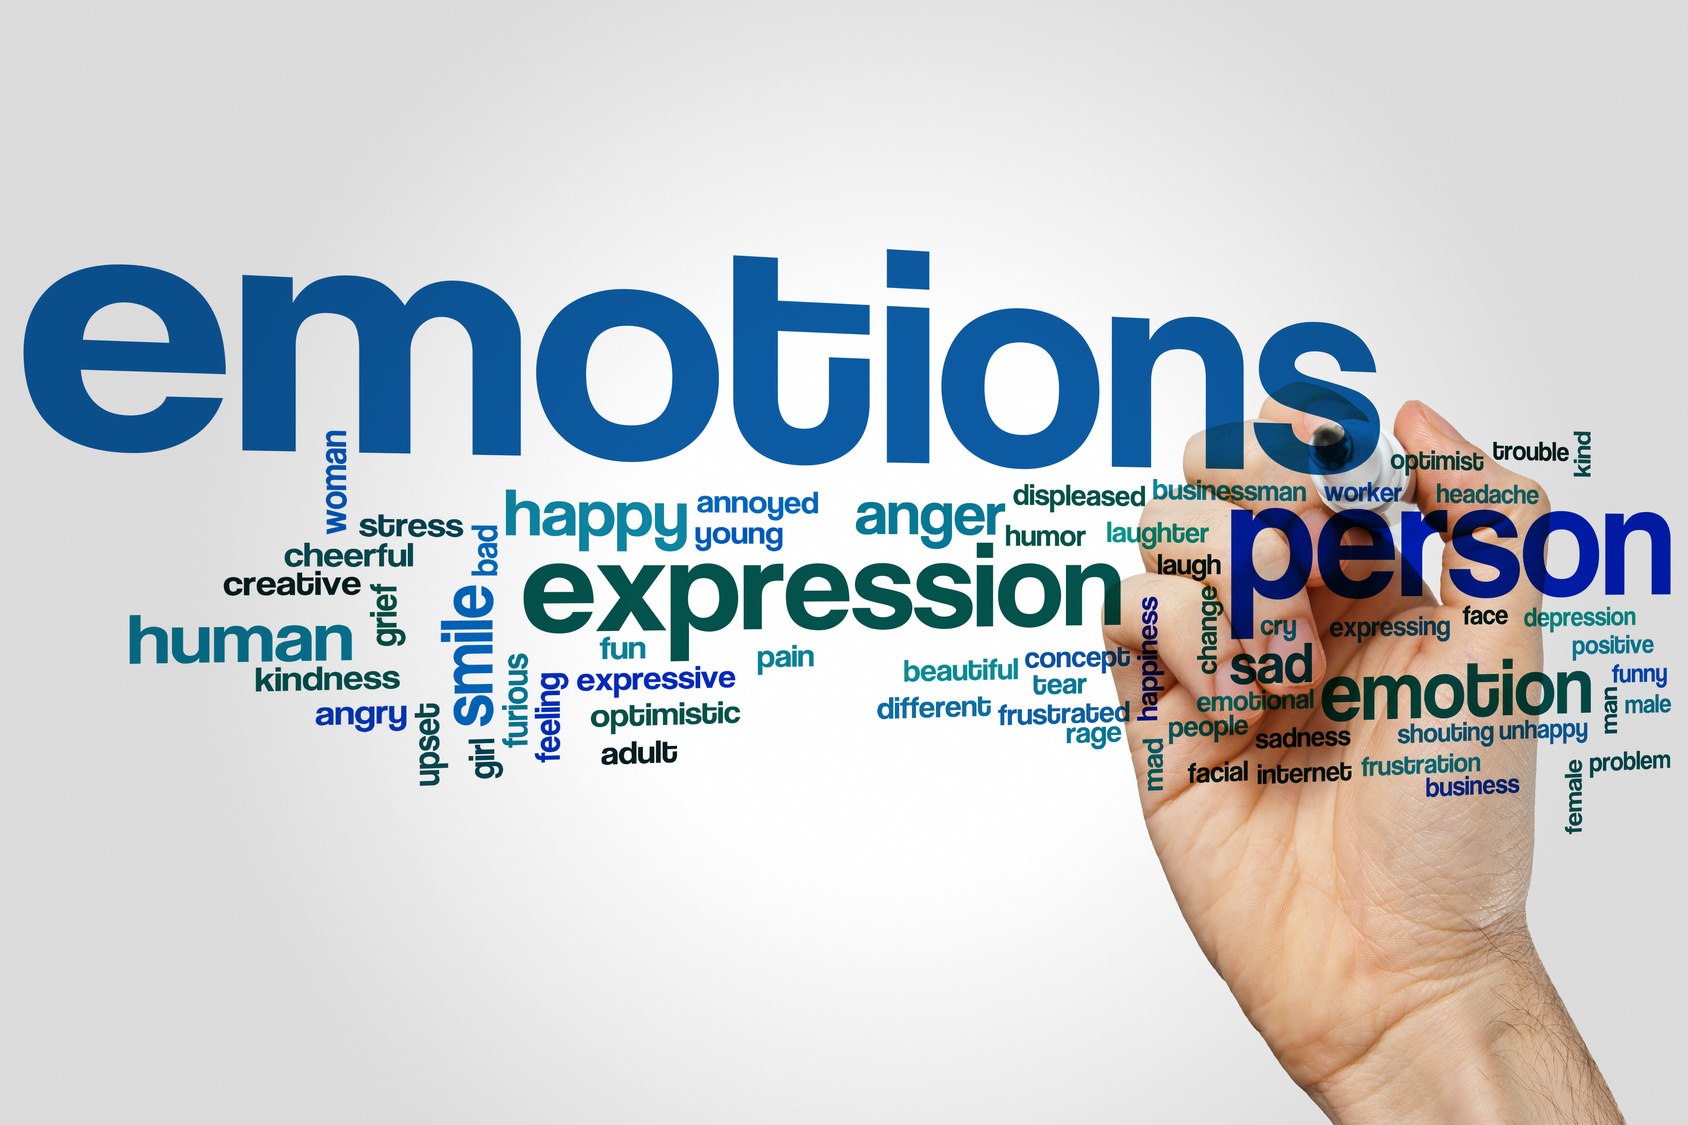 emotions
woman
optimist
trouble
kind
happy
annoyed
anger
displeased
businessman
worker
headache
stress
bad
young
humor
laughter
person
cheerful
creative
grief
smile
expression
laugh
change
happiness
human
fun
pain
cry
expressing
face
depression
kindness
furious
feeling
expressive
beautiful
concept
tear
sad
emotion
positive
funny
angry
upset
girl
optimistic
different
frustrated
rage
emotional
people
man
male
adult
mad
sadness
shouting
unhappy
facial
internet
frustration
business
female
problem